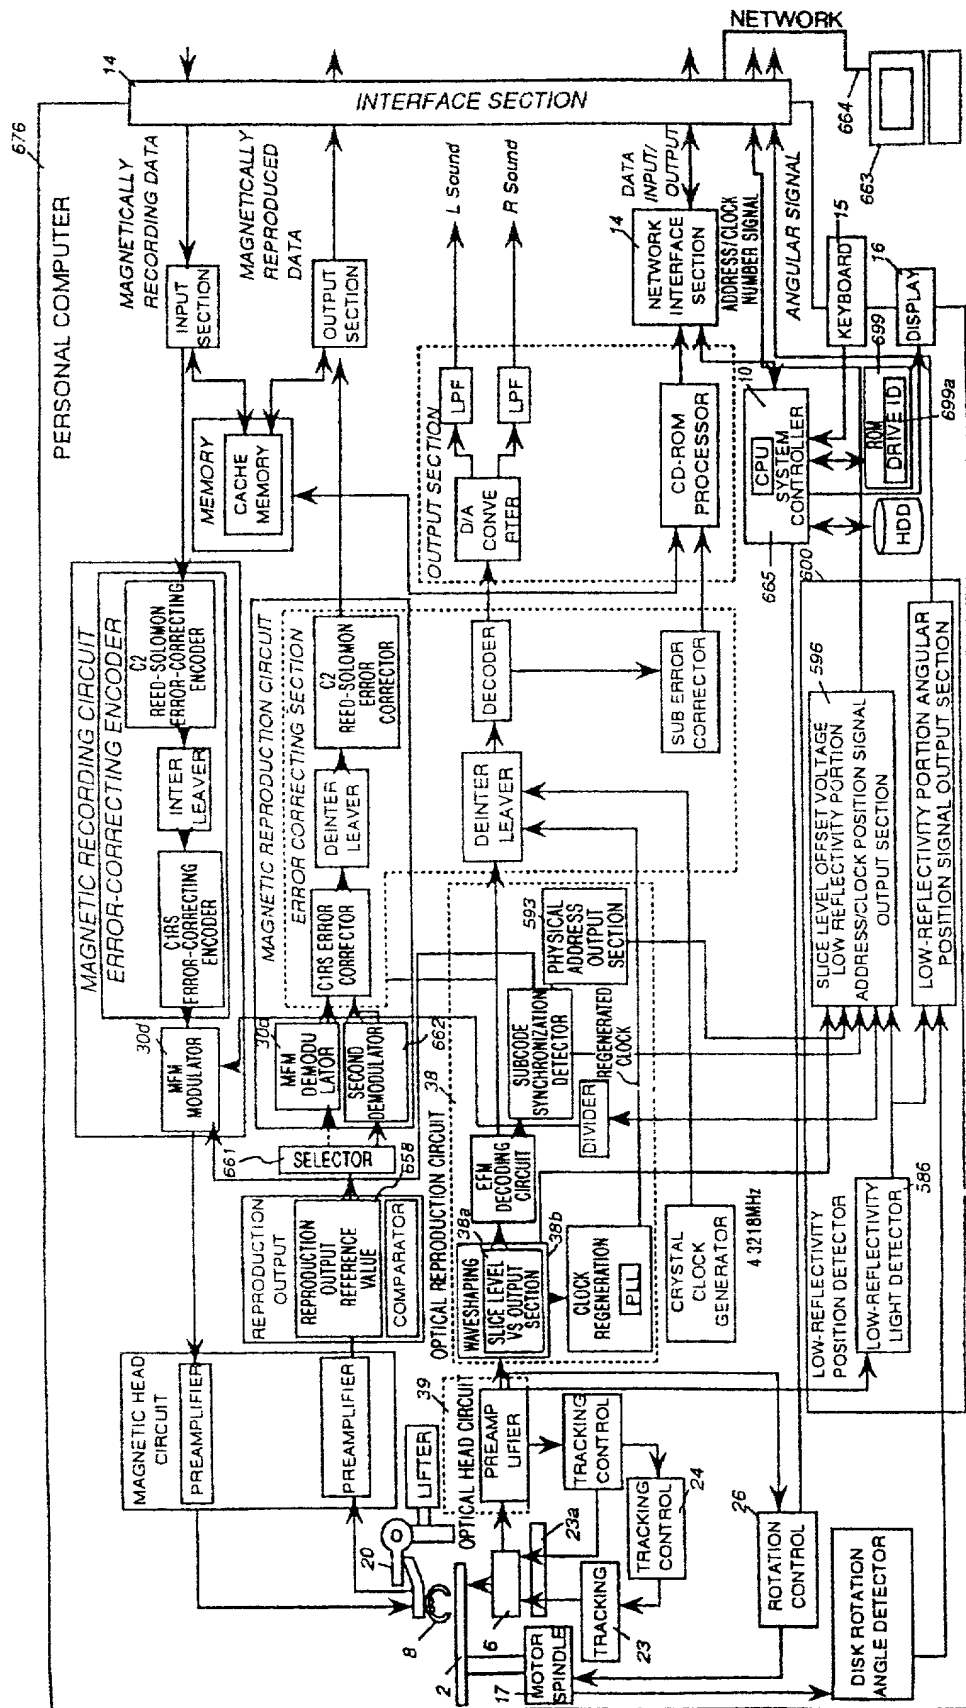 NETWORK
676
PERSONAL COMPUTER
14
INTERFACE SECTION
664
663
MAGNETICALLY
RECORDING DATA
MAGNETICALLY
REPRODUCED
DATA
L Sound
R Sound
DATA
INPUT/
OUTPUT
ADDRESS/CLOCK
NUMBER SIGNAL
ANGULAR SIGNAL
INPUT
SECTION
OUTPUT
SECTION
14
NETWORK
INTERFACE
SECTION
15
KEYBOARD
16
DISPLAY
MEMORY
CACHE
MEMORY
OUTPUT SECTION
LPF
LPF
D/A
CONVE
RTER
CD-ROM
PROCESSOR
10
CPU
SYSTEM
CONTROLLER
665
699
ROM
DRIVE ID
699a
HDD
600
MAGNETIC RECORDING CIRCUIT
ERROR-CORRECTING ENCODER
C2
REED-SOLOMON
ERROR-CORRECTING
ENCODER
INTER
LEAVER
C1RS
ERROR-CORRECTING
ENCODER
30d
MFM
MODULATOR
MAGNETIC REPRODUCTION CIRCUIT
ERROR CORRECTING SECTION
C2
REED-SOLOMON
ERROR
CORRECTOR
DEINTER
LEAVER
C1RS ERROR
CORRECTOR
30d
MFM
DEMODU
LATOR
SECOND
DEMODULATOR
662
DECODER
DEINTER
LEAVER
SUB ERROR
CORRECTOR
596
SLICE LEVEL OFFSET VOLTAGE
LOW REFLECTIVITY PORTION
ADDRESS/CLOCK POSITION SIGNAL
OUTPUT SECTION
LOW-REFLECTIVITY PORTION ANGULAR
POSITION SIGNAL OUTPUT SECTION
661
SELECTOR
658
REPRODUCTION
OUTPUT
REPRODUCTION
OUTPUT
REFERENCE
VALUE
COMPARATOR
OPTICAL REPRODUCTION CIRCUIT
38
593
PHYSICAL
ADDRESS
OUTPUT
SECTION
SUBCODE
SYNCHRONIZATION
DETECTOR
REGENERATED
CLOCK
DIVIDER
EFM
DECODING
CIRCUIT
38a
WAVESHAPING
SLICE LEVEL
VS OUTPUT
SECTION
38b
CLOCK
REGENERATION
PLL
CRYSTAL
CLOCK
GENERATOR
4 3218MHz
LOW-REFLECTIVITY
POSITION DETECTOR
LOW-REFLECTIVITY
LIGHT DETECTOR
586
MAGNETIC HEAD
CIRCUIT
PREAMPLIFIER
PREAMPLIFIER
LIFTER
20
8
OPTICAL HEAD CIRCUIT
39
PREAMP
LIFIER
TRACKING
CONTROL
24
TRACKING
CONTROL
23a
6
TRACKING
23
2
17
MOTOR
SPINDLE
26
ROTATION
CONTROL
DISK ROTATION
ANGLE DETECTOR